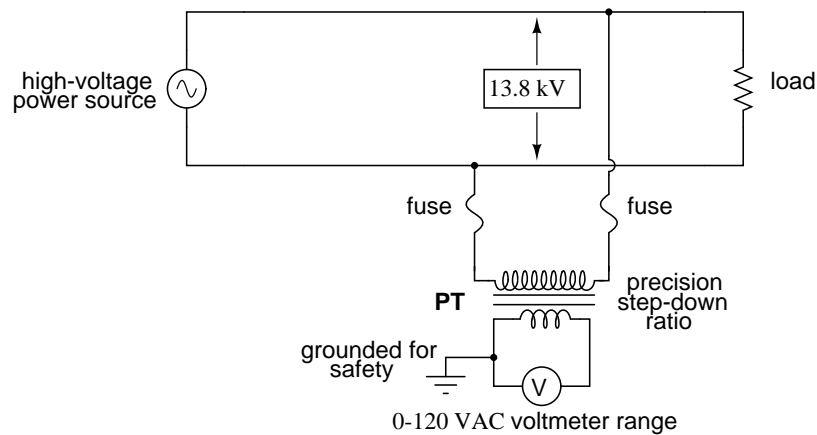 high-voltage
power source
13.8 kV
load
fuse
fuse
PT
precision
step-down
ratio
grounded for
safety
V
0-120 VAC voltmeter range